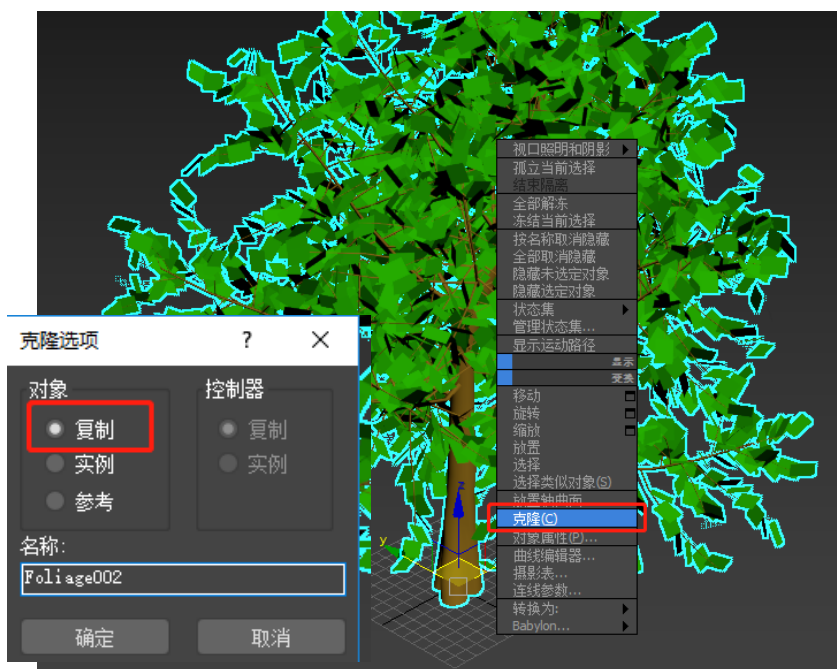 视口照明和阴影
孤立当前选择
结束隔离
全部解冻
冻结当前选择
按名称取消隐藏
全部取消隐藏
隐藏未选定对象
隐藏选定对象
状态集
管理状态集...
显示运动路径
显示
变换
移动
旋转
缩放
放置
选择
选择类似对象(S)
放置轴曲面
克隆(C)
对象属性(P)...
曲线编辑器...
摄影表...
连线参数...
转换为:
Babylon...
克隆选项
?
对象
控制器
复制
复制
实例
实例
参考
名称:
Foliage002
确定
取消
z
y